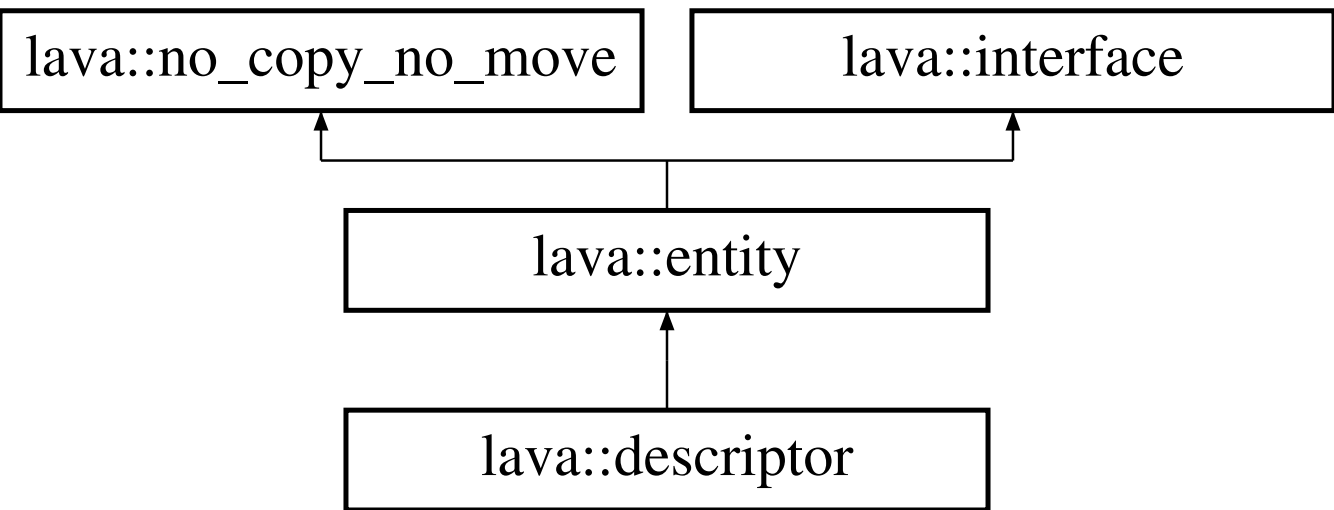 lava::no_copy_no_move
lava::interface
lava::entity
lava::descriptor